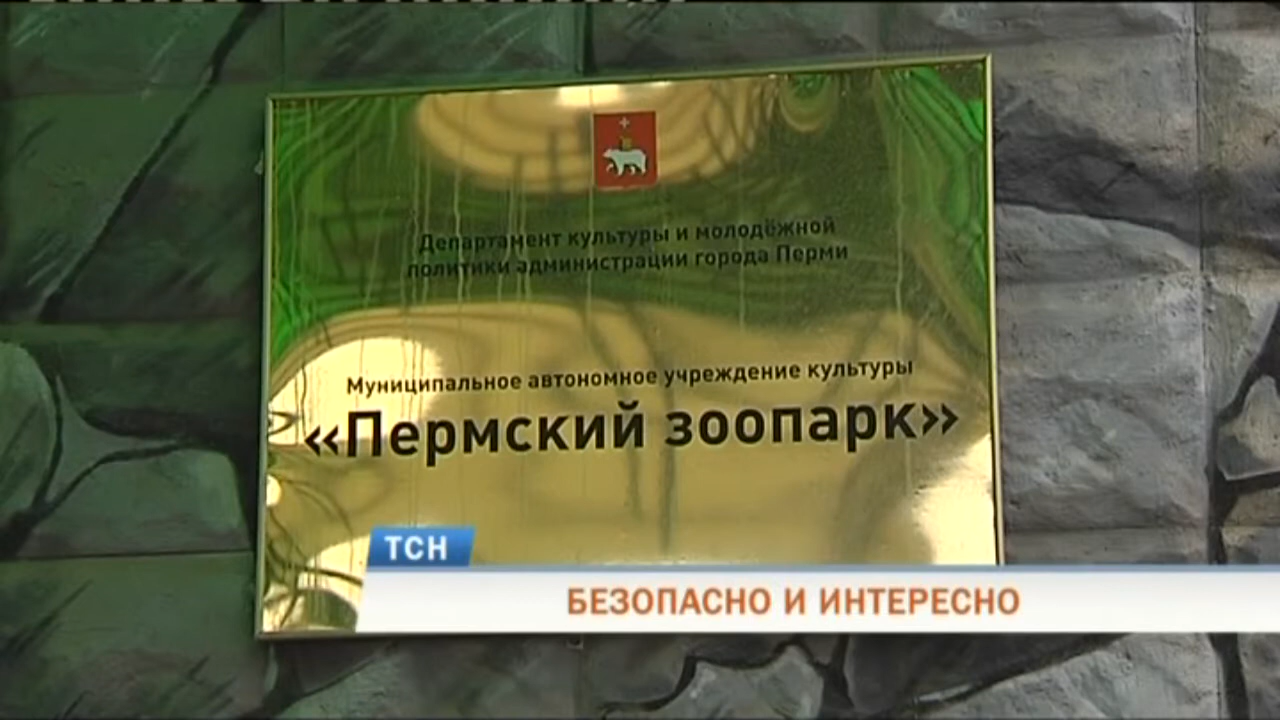 Департамент культуры и молодёжной
политики администрации города Перми
Муниципальное автономное учреждение культуры
«Пермский зоопарк»
ТСН
БЕЗОПАСНО И ИНТЕРЕСНО